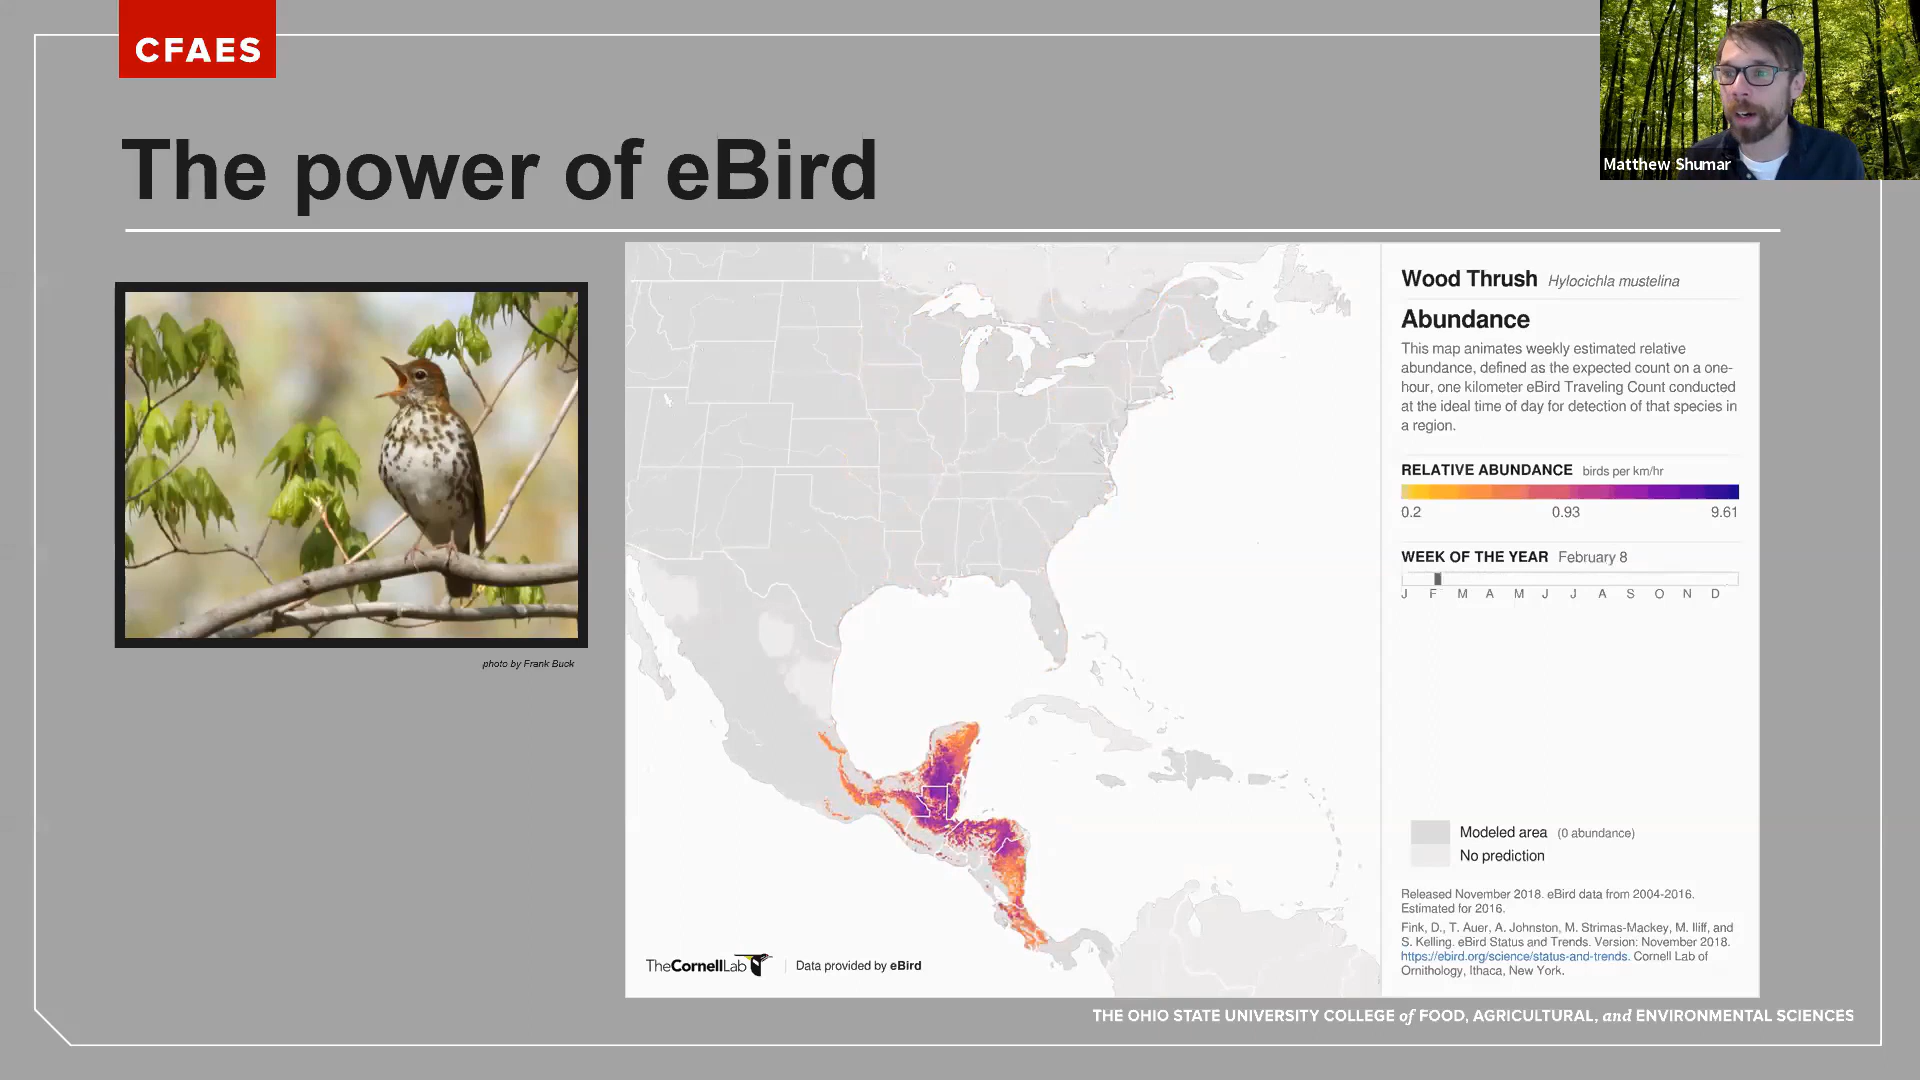 CFAES
Matthew Shumar
The power of eBird
photo by Frank Buck
Wood Thrush Hylocichla mustelina
Abundance
This map animates weekly estimated relative
abundance, defined as the expected count on a one-
hour, one kilometer eBird Traveling Count conducted
at the ideal time of day for detection of that species in
a region.
RELATIVE ABUNDANCE birds per km/hr
0.2 0.93 9.61
WEEK OF THE YEAR February 8
J F M A M J J A S O N D
Modeled area (0 abundance)
No prediction
Released November 2018. eBird data from 2004-2016.
Estimated for 2016.
Fink, D., T. Auer, A. Johnston, M. Strimas-Mackey, M. Iliff, and
S. Kelling. eBird Status and Trends. Version: November 2018.
https://ebird.org/science/status-and-trends. Cornell Lab of
Ornithology, Ithaca, New York.
TheCornellLab Data provided by eBird
THE OHIO STATE UNIVERSITY COLLEGE of FOOD, AGRICULTURAL, and ENVIRONMENTAL SCIENCES